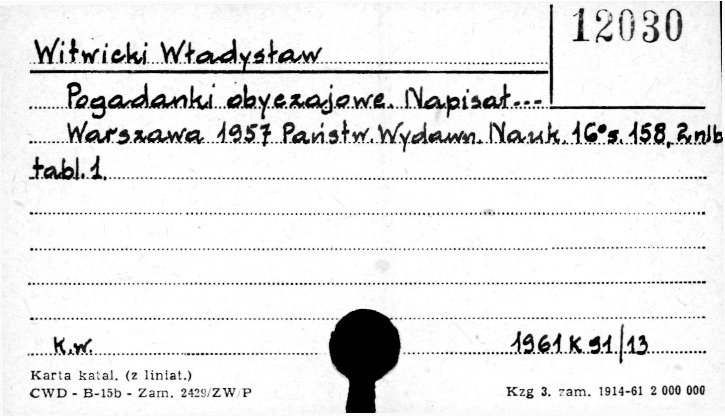 12030
Witwicki Władysław
Pogadanki obyczajowe. Napisał...
Warszawa 1957 Państw. Wydawn. Nauk. 16° s. 158, 2 nlb
tabl. 1.
K.w.
1961 K 91/13
Karta katal. (z liniat.)
CWD - B-15b - Zam. 2429/ZW/P
Kzg 3. zam. 1914-61 2 000 000